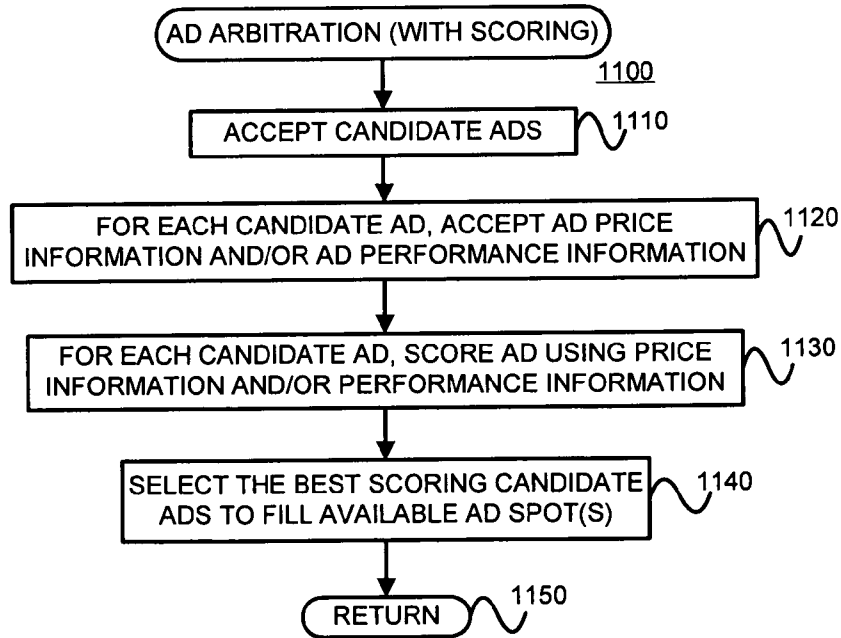 AD ARBITRATION (WITH SCORING)
1100
ACCEPT CANDIDATE ADS
1110
FOR EACH CANDIDATE AD, ACCEPT AD PRICE
INFORMATION AND/OR AD PERFORMANCE INFORMATION
1120
FOR EACH CANDIDATE AD, SCORE AD USING PRICE
INFORMATION AND/OR PERFORMANCE INFORMATION
1130
SELECT THE BEST SCORING CANDIDATE
ADS TO FILL AVAILABLE AD SPOT(S)
1140
RETURN
1150